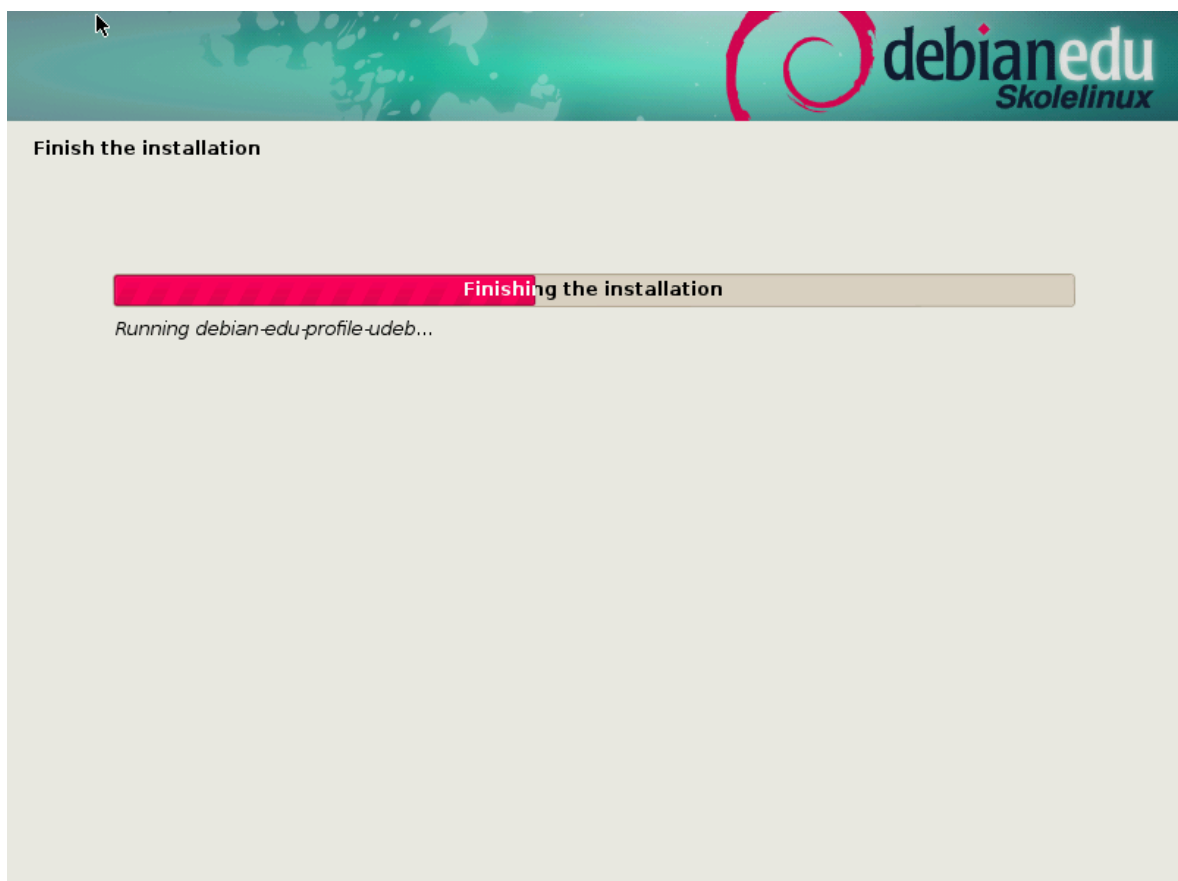 debianedu
Skolelinux
Finish the installation
Finishing the installation
Running debian-edu-profile-udeb...